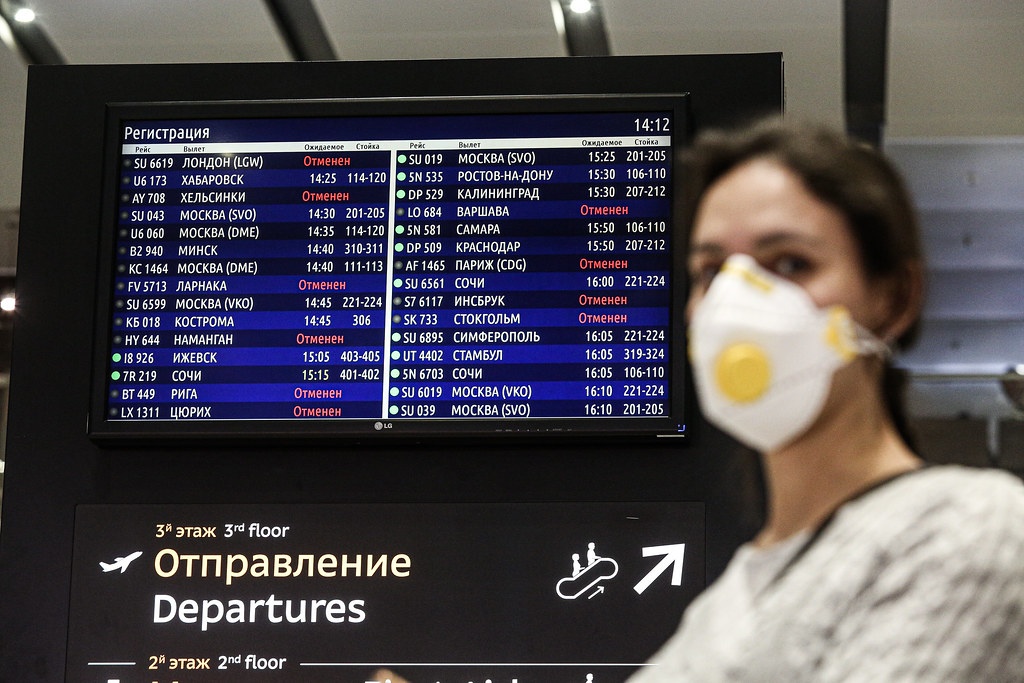 Регистрация 14:12
Рейс Вылет Ожидаемое Стойка
SU 6619 ЛОНДОН (LGW) Отменен
U6 173 ХАБАРОВСК 14:25 114-120
AY 708 ХЕЛЬСИНКИ Отменен
SU 043 МОСКВА (SVO) 14:30 201-205
U6 060 МОСКВА (DME) 14:35 114-120
B2 940 МИНСК 14:40 310-311
KC 1464 МОСКВА (DME) 14:40 111-113
FV 5713 ЛАРНАКА Отменен
SU 6599 МОСКВА (VKO) 14:45 221-224
КБ 018 КОСТРОМА 14:45 306
HY 644 НАМАНГАН Отменен
I8 926 ИЖЕВСК 15:05 403-405
7R 219 СОЧИ 15:15 401-402
BT 449 РИГА Отменен
LX 1311 ЦЮРИХ Отменен
Рейс Вылет Ожидаемое Стойка
SU 019 МОСКВА (SVO) 15:25 201-205
5N 535 РОСТОВ-НА-ДОНУ 15:30 106-110
DP 529 КАЛИНИНГРАД 15:30 207-212
LO 684 ВАРШАВА Отменен
5N 581 САМАРА 15:50 106-110
DP 509 КРАСНОДАР 15:50 207-212
AF 1465 ПАРИЖ (CDG) Отменен
SU 6561 СОЧИ 16:00 221-224
S7 6117 ИНСБРУК Отменен
SK 733 СТОКГОЛЬМ Отменен
SU 6895 СИМФЕРОПОЛЬ 16:05 221-224
UT 4402 СТАМБУЛ 16:05 319-324
5N 6703 СОЧИ 16:05 106-110
SU 6019 МОСКВА (VKO) 16:10 221-224
SU 039 МОСКВА (SVO) 16:10 201-205
LG
3й этаж 3rd floor
Отправление
Departures
2й этаж 2nd floor